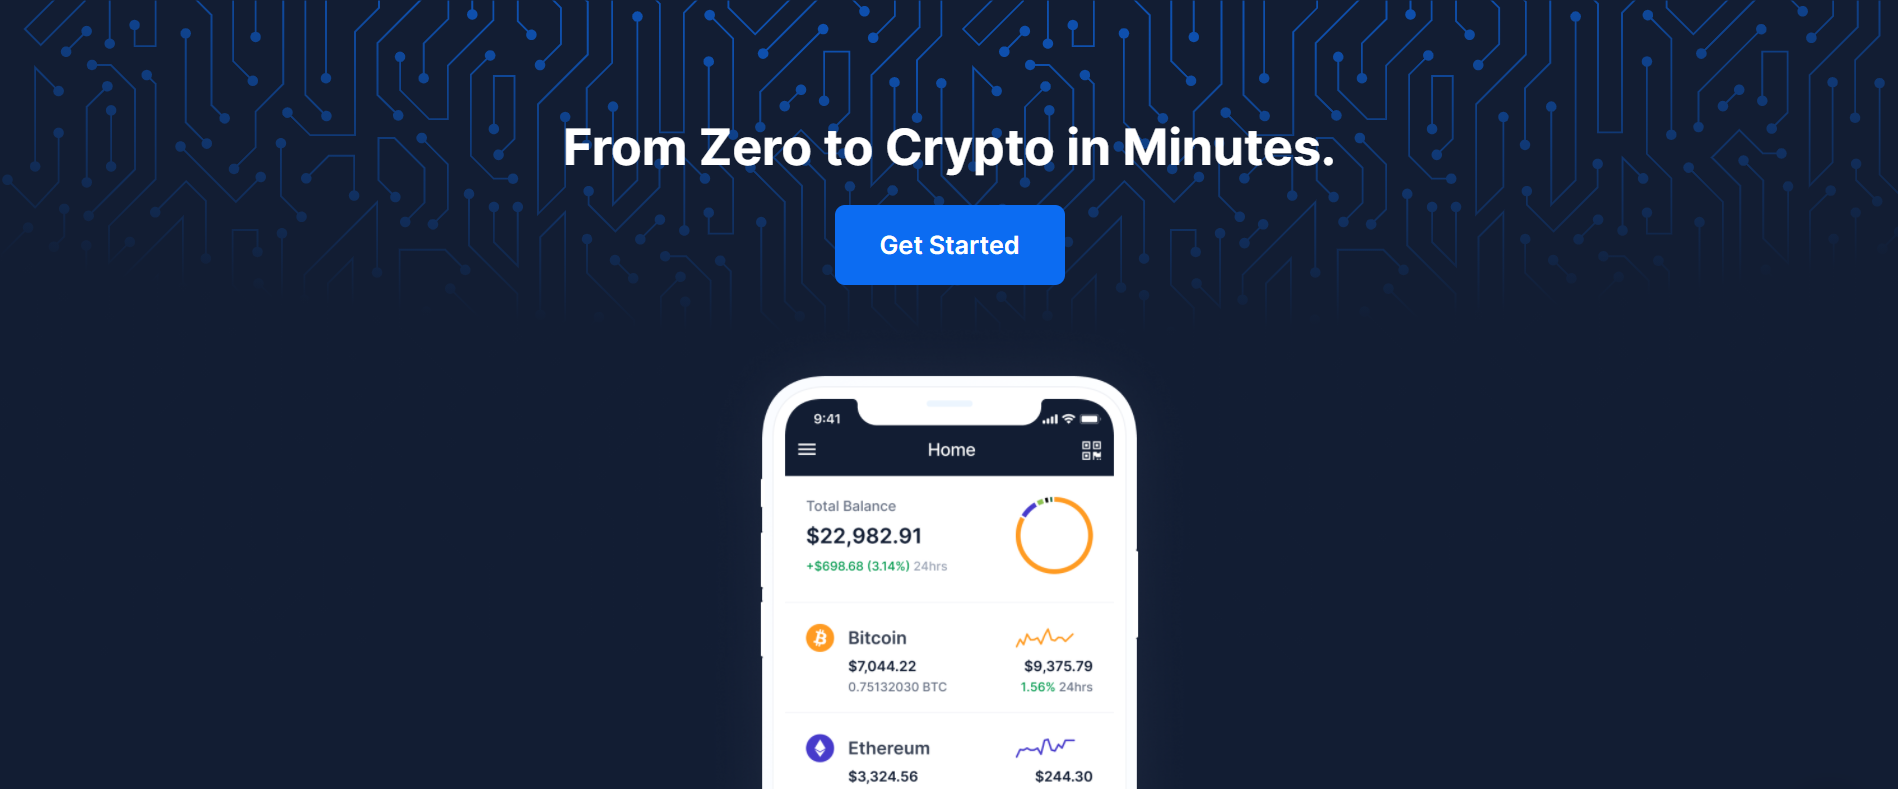 From Zero to Crypto in Minutes.
Get Started
9:41
Home
Total Balance
$22,982.91
+$698.68 (3.14%) 24hrs
Bitcoin
$7,044.22 $9,375.79
0.75132030 BTC 1.56% 24hrs
Ethereum
$3,324.56 $244.30